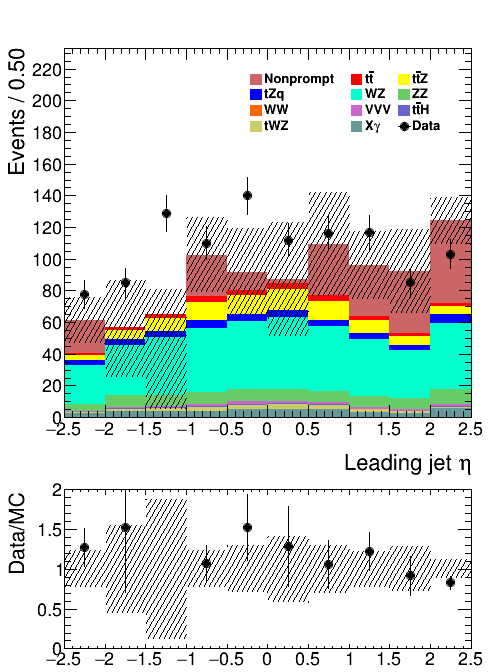 Events / 0.50
220
200
180
160
140
120
100
80
60
40
20
0
Nonprompt tt̄ tt̄Z
tZq WZ ZZ
WW VVV tt̄H
tWZ Xγ Data
−2.5 −2 −1.5 −1 −0.5 0 0.5 1 1.5 2 2.5
Leading jet η
Data/MC
2
1.5
1
0.5
0
−2.5 −2 −1.5 −1 −0.5 0 0.5 1 1.5 2 2.5